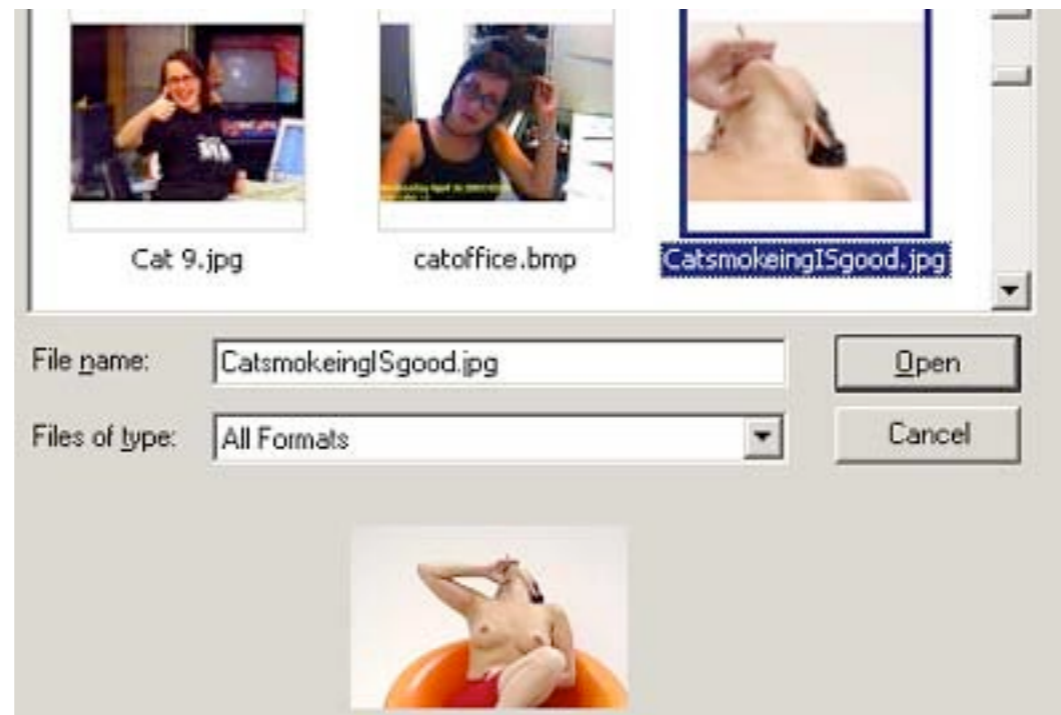 Cat 9.jpg
catoffice.bmp
CatsmokeingISgood.jpg
File name:
CatsmokeingISgood.jpg
Open
Files of type:
All Formats
Cancel